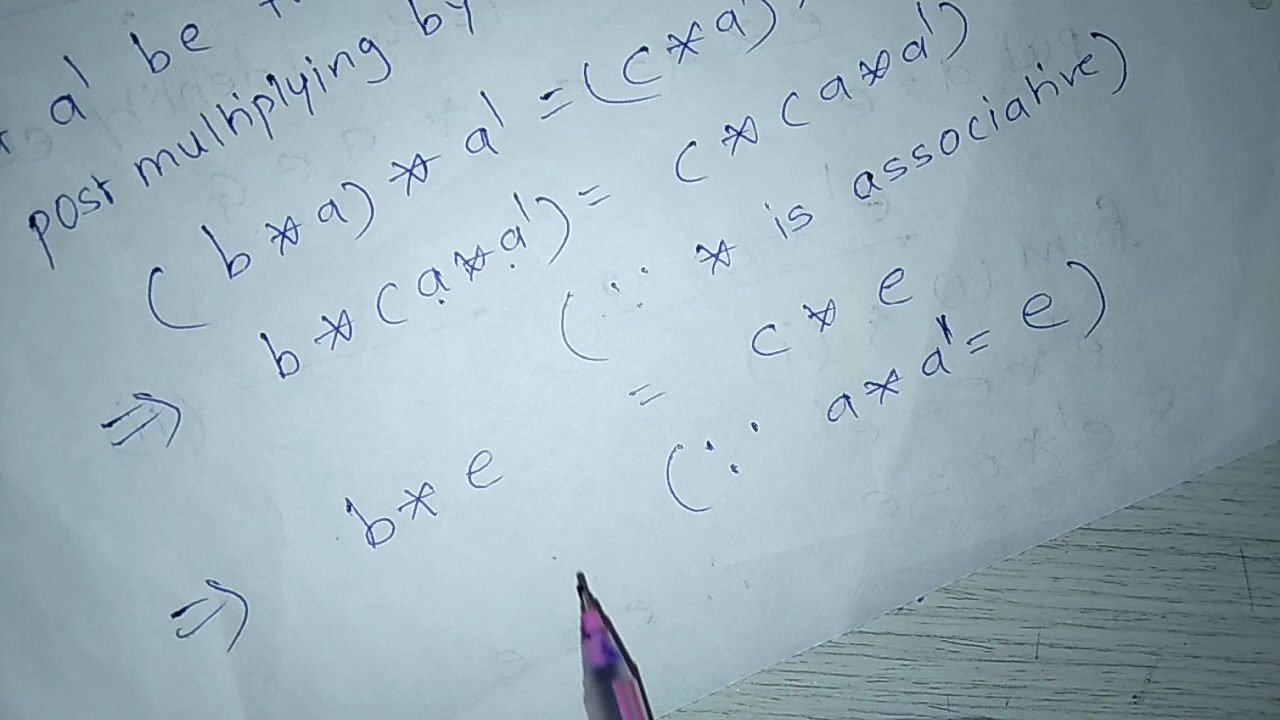 a' be
post multiplying by
(b * a) * a' = (c * a)
⇒ b * (a * a') = c * (a * a')
(∵ * is associative)
⇒ b * e = c * e
(∵ a * a' = e)
⇒